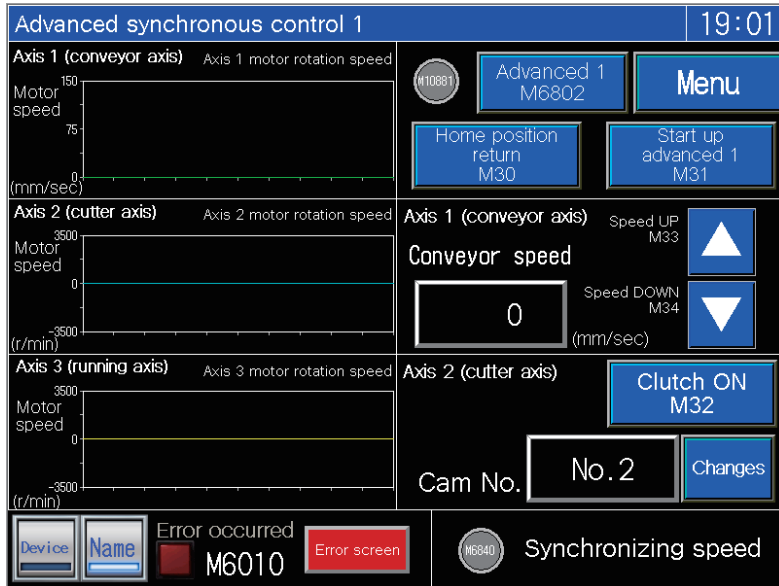 Advanced synchronous control 1
19:01
Axis 1 (conveyor axis)
Axis 1 motor rotation speed
Motor
speed
150
75
0
(mm/sec)
M10881
Advanced 1
M6802
Menu
Home position
return
M30
Start up
advanced 1
M31
Axis 2 (cutter axis)
Axis 2 motor rotation speed
Motor
speed
3500
0
-3500
(r/min)
Axis 1 (conveyor axis)
Speed UP
M33
Conveyor speed
0
Speed DOWN
M34
(mm/sec)
Axis 3 (running axis)
Axis 3 motor rotation speed
Motor
speed
3500
0
-3500
(r/min)
Axis 2 (cutter axis)
Clutch ON
M32
Cam No.
No.2
Changes
Device
Name
Error occurred
M6010
Error screen
M6840
Synchronizing speed